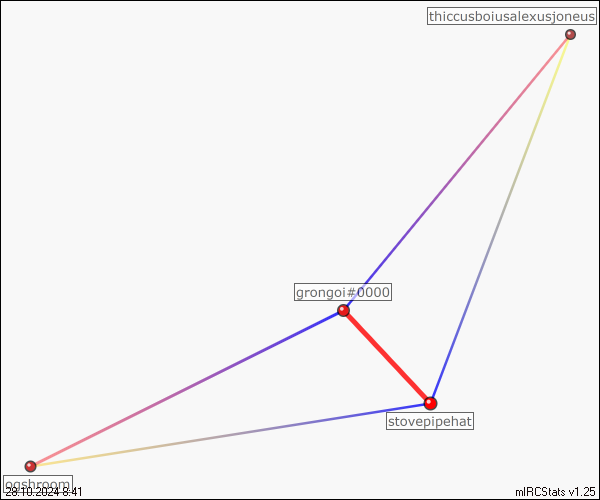 thiccusboiusalexusjoneus
grongoi#0000
stovepipehat
ogshroom
28.10.2024 8:41
mIRCStats v1.25